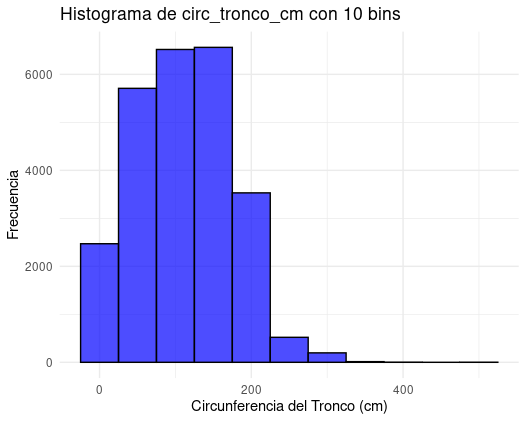 Histograma de circ_tronco_cm con 10 bins
6000
4000
2000
0
Frecuencia
0 200 400
Circunferencia del Tronco (cm)